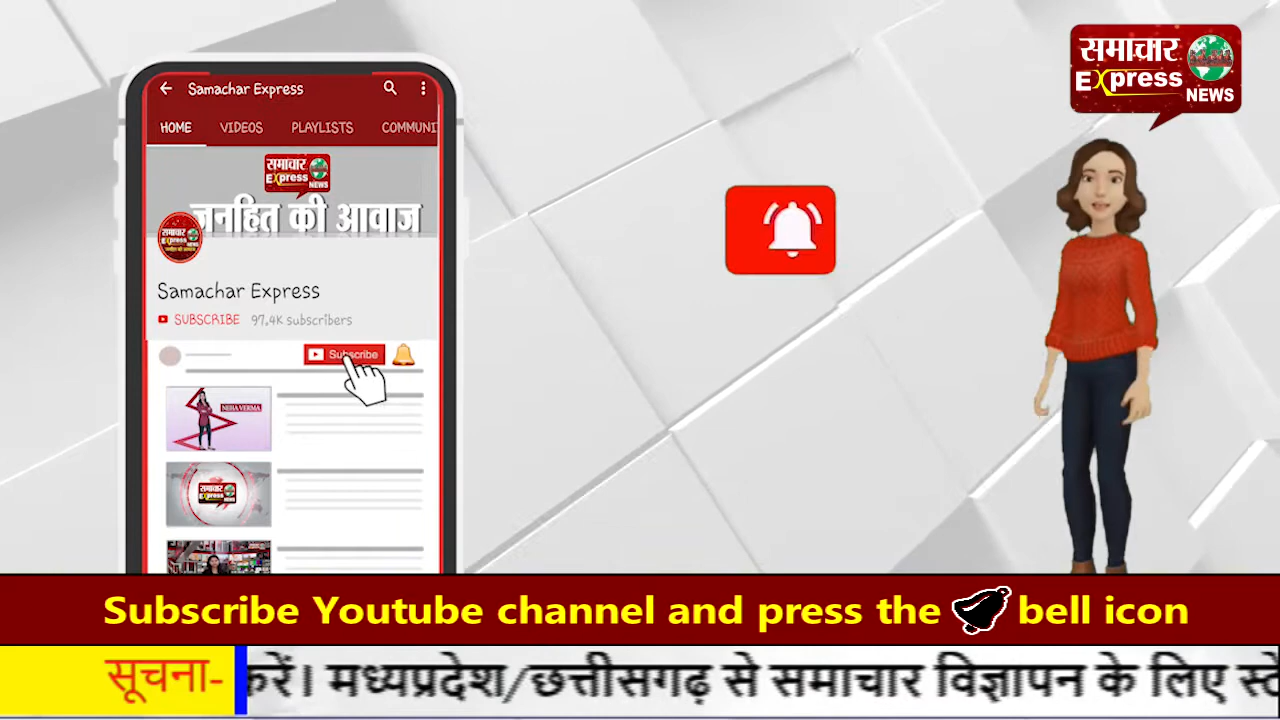 समाचार
Express
NEWS
Samachar Express
HOME VIDEOS PLAYLISTS COMMUNI
समाचार
Express
NEWS
जनहित की आवाज
समाचार
Express
Samachar Express
SUBSCRIBE 97.4K subscribers
Subscribe
NEHA VERMA
समाचार
Express
Subscribe Youtube channel and press the bell icon
सूचना- करें। मध्यप्रदेश/छत्तीसगढ़ से समाचार विज्ञापन के लिए